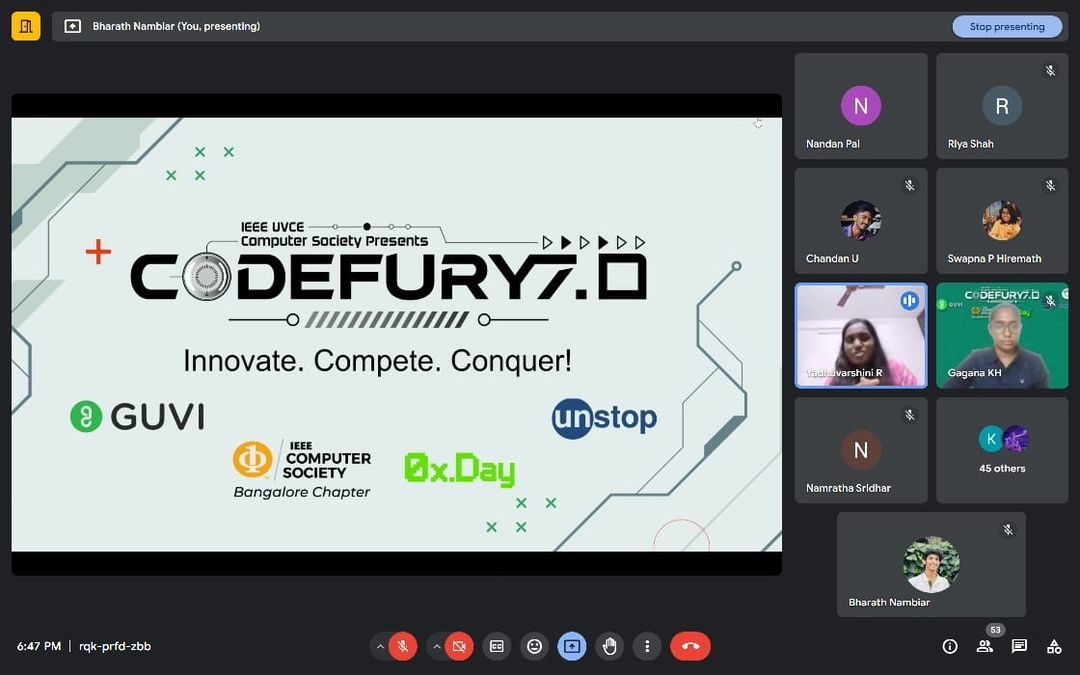 Bharath Nambiar (You, presenting)
Stop presenting
IEEE UVCE
Computer Society Presents
CODEFURY 7.0
Innovate. Compete. Conquer!
GUVI
unstop
IEEE
COMPUTER
SOCIETY
Bangalore Chapter
0x.Day
N
Nandan Pal
R
Riya Shah
Chandan U
Swapna P Hiremath
Yadhuvarshini R
CODEFURY7.0
GUVI
Gagana KH
N
Namratha Sridhar
K
45 others
Bharath Nambiar
6:47 PM | rqk-prfd-zbb
53